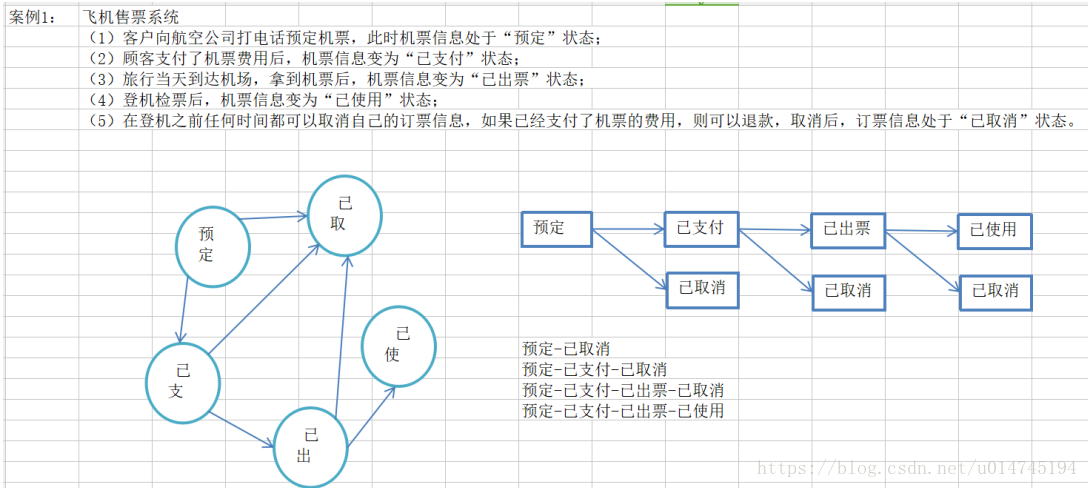 案例1： 飞机售票系统
（1）客户向航空公司打电话预定机票，此时机票信息处于“预定”状态；
（2）顾客支付了机票费用后，机票信息变为“已支付”状态；
（3）旅行当天到达机场，拿到机票后，机票信息变为“已出票”状态；
（4）登机检票后，机票信息变为“已使用”状态；
（5）在登机之前任何时间都可以取消自己的订票信息，如果已经支付了机票的费用，则可以退款，取消后，订票信息处于“已取消”状态。
预
定
已
取
已
支
已
出
已
使
预定
已支付
已出票
已使用
已取消
已取消
已取消
预定-已取消
预定-已支付-已取消
预定-已支付-已出票-已取消
预定-已支付-已出票-已使用
https://blog.csdn.net/u014745194